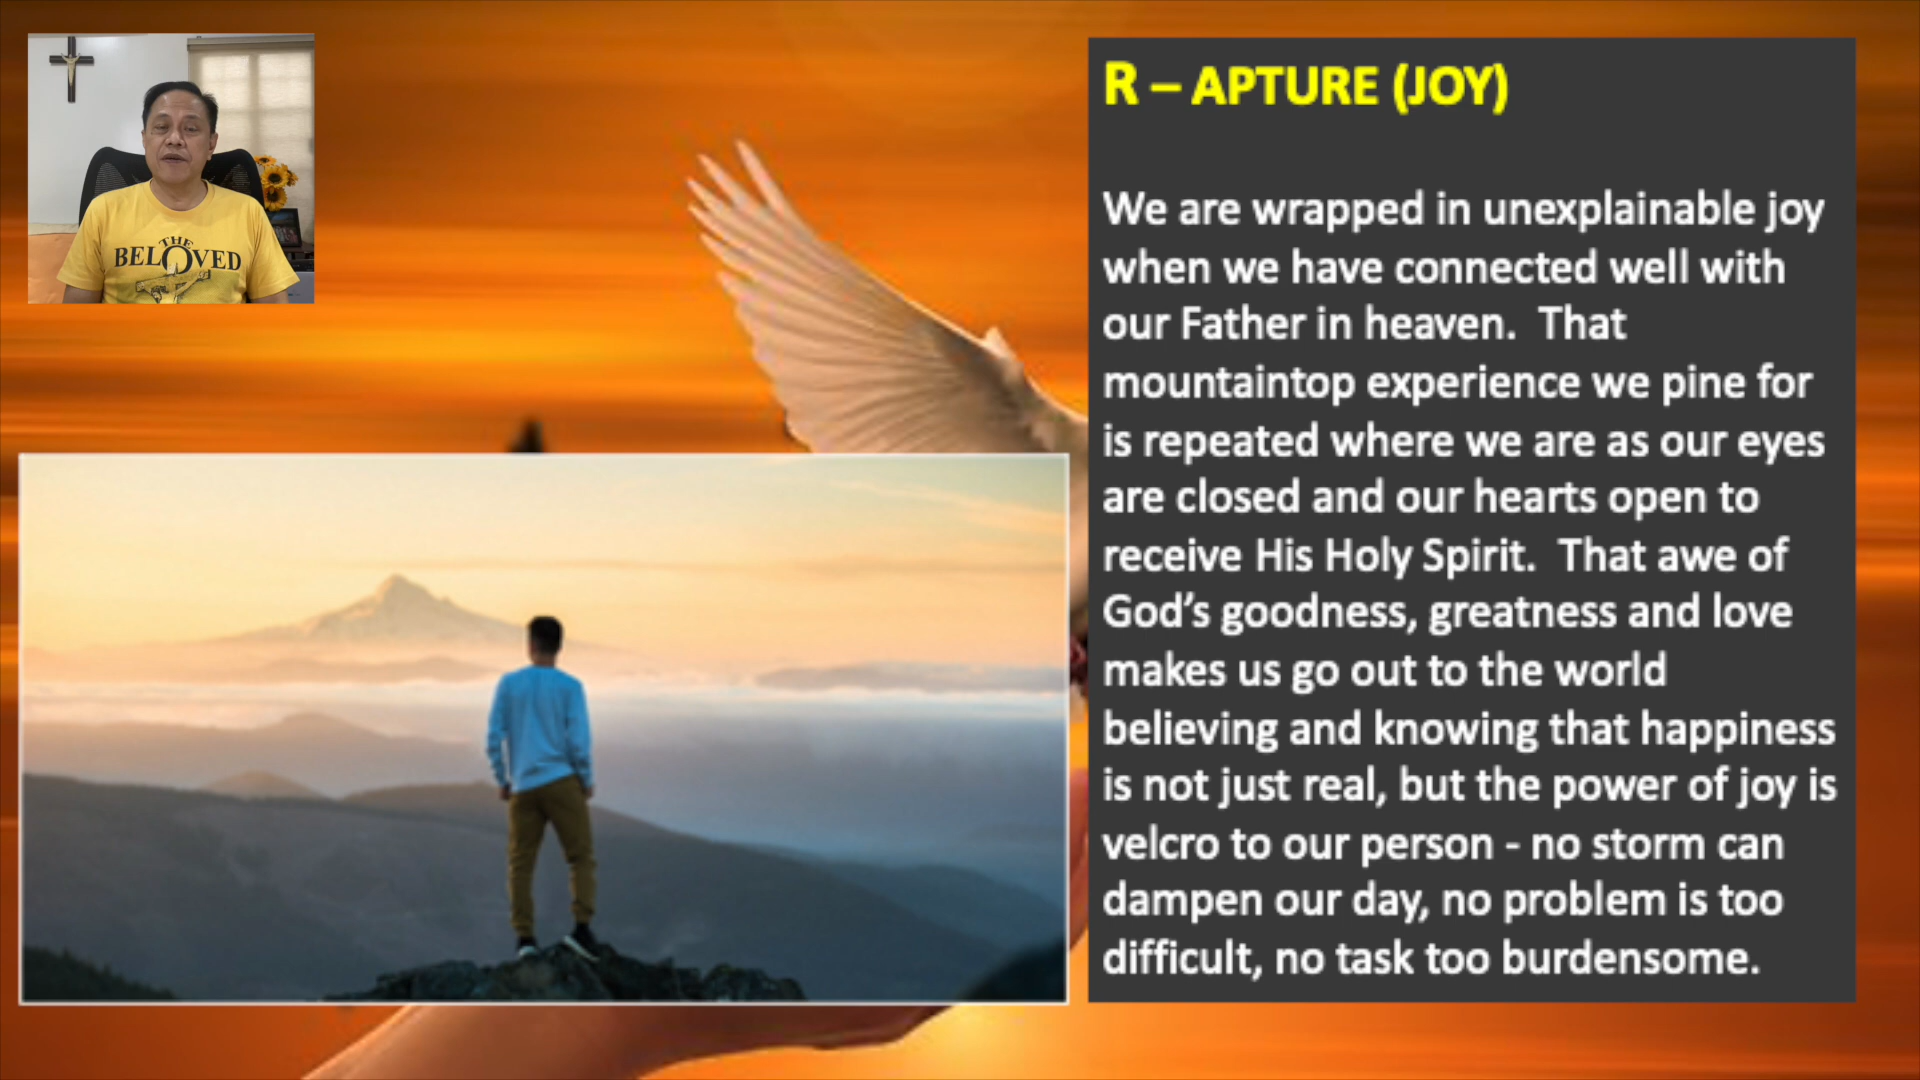 THE
BELOVED
R – APTURE (JOY)
We are wrapped in unexplainable joy
when we have connected well with
our Father in heaven.  That
mountaintop experience we pine for
is repeated where we are as our eyes
are closed and our hearts open to
receive His Holy Spirit.  That awe of
God’s goodness, greatness and love
makes us go out to the world
believing and knowing that happiness
is not just real, but the power of joy is
velcro to our person - no storm can
dampen our day, no problem is too
difficult, no task too burdensome.